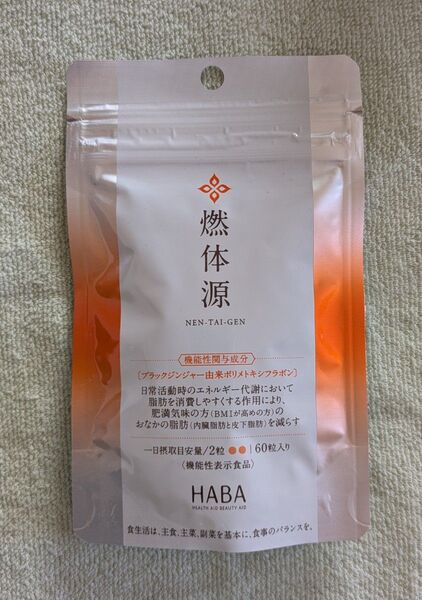 燃体源
NEN-TAI-GEN
機能性関与成分
[ブラックジンジャー由来ポリメトキシフラボン]
日常活動時のエネルギー代謝において
脂肪を消費しやすくする作用により、
肥満気味の方(BMIが高めの方)の
おなかの脂肪(内臓脂肪と皮下脂肪)を減らす
一日摂取目安量/2粒 ●● | 60粒入り
〈機能性表示食品〉
HABA
HEALTH AID BEAUTY AID
食生活は、主食、主菜、副菜を基本に、食事のバランスを。